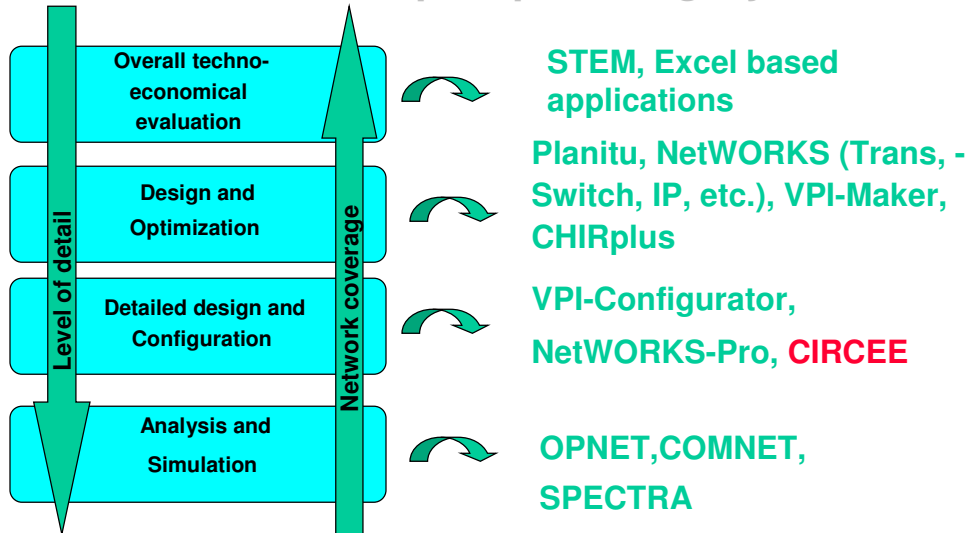 Overall techno-
economical
evaluation
STEM, Excel based
applications
Design and
Optimization
Planitu, NetWORKS (Trans, -
Switch, IP, etc.), VPI-Maker,
CHIRplus
Detailed design and
Configuration
VPI-Configurator,
NetWORKS-Pro, CIRCEE
Analysis and
Simulation
OPNET,COMNET,
SPECTRA
Level of detail
Network coverage